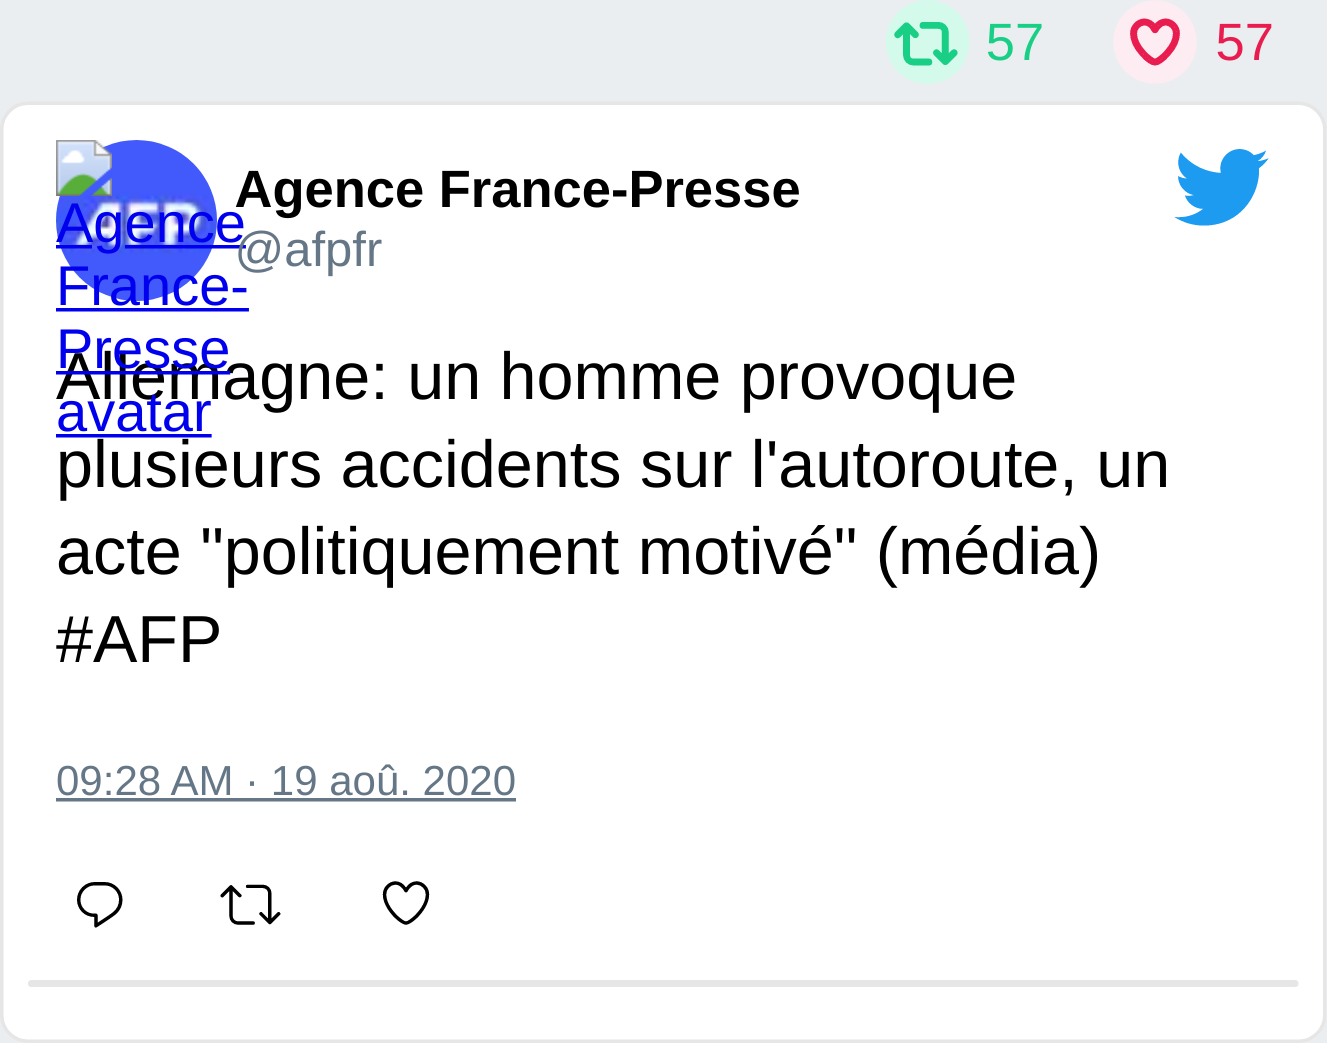 57 57
Agence France-Presse
@afpfr
AFP
Agence
France-
Presse
avatar
Allemagne: un homme provoque
plusieurs accidents sur l'autoroute, un
acte "politiquement motivé" (média)
#AFP
09:28 AM · 19 aoû. 2020